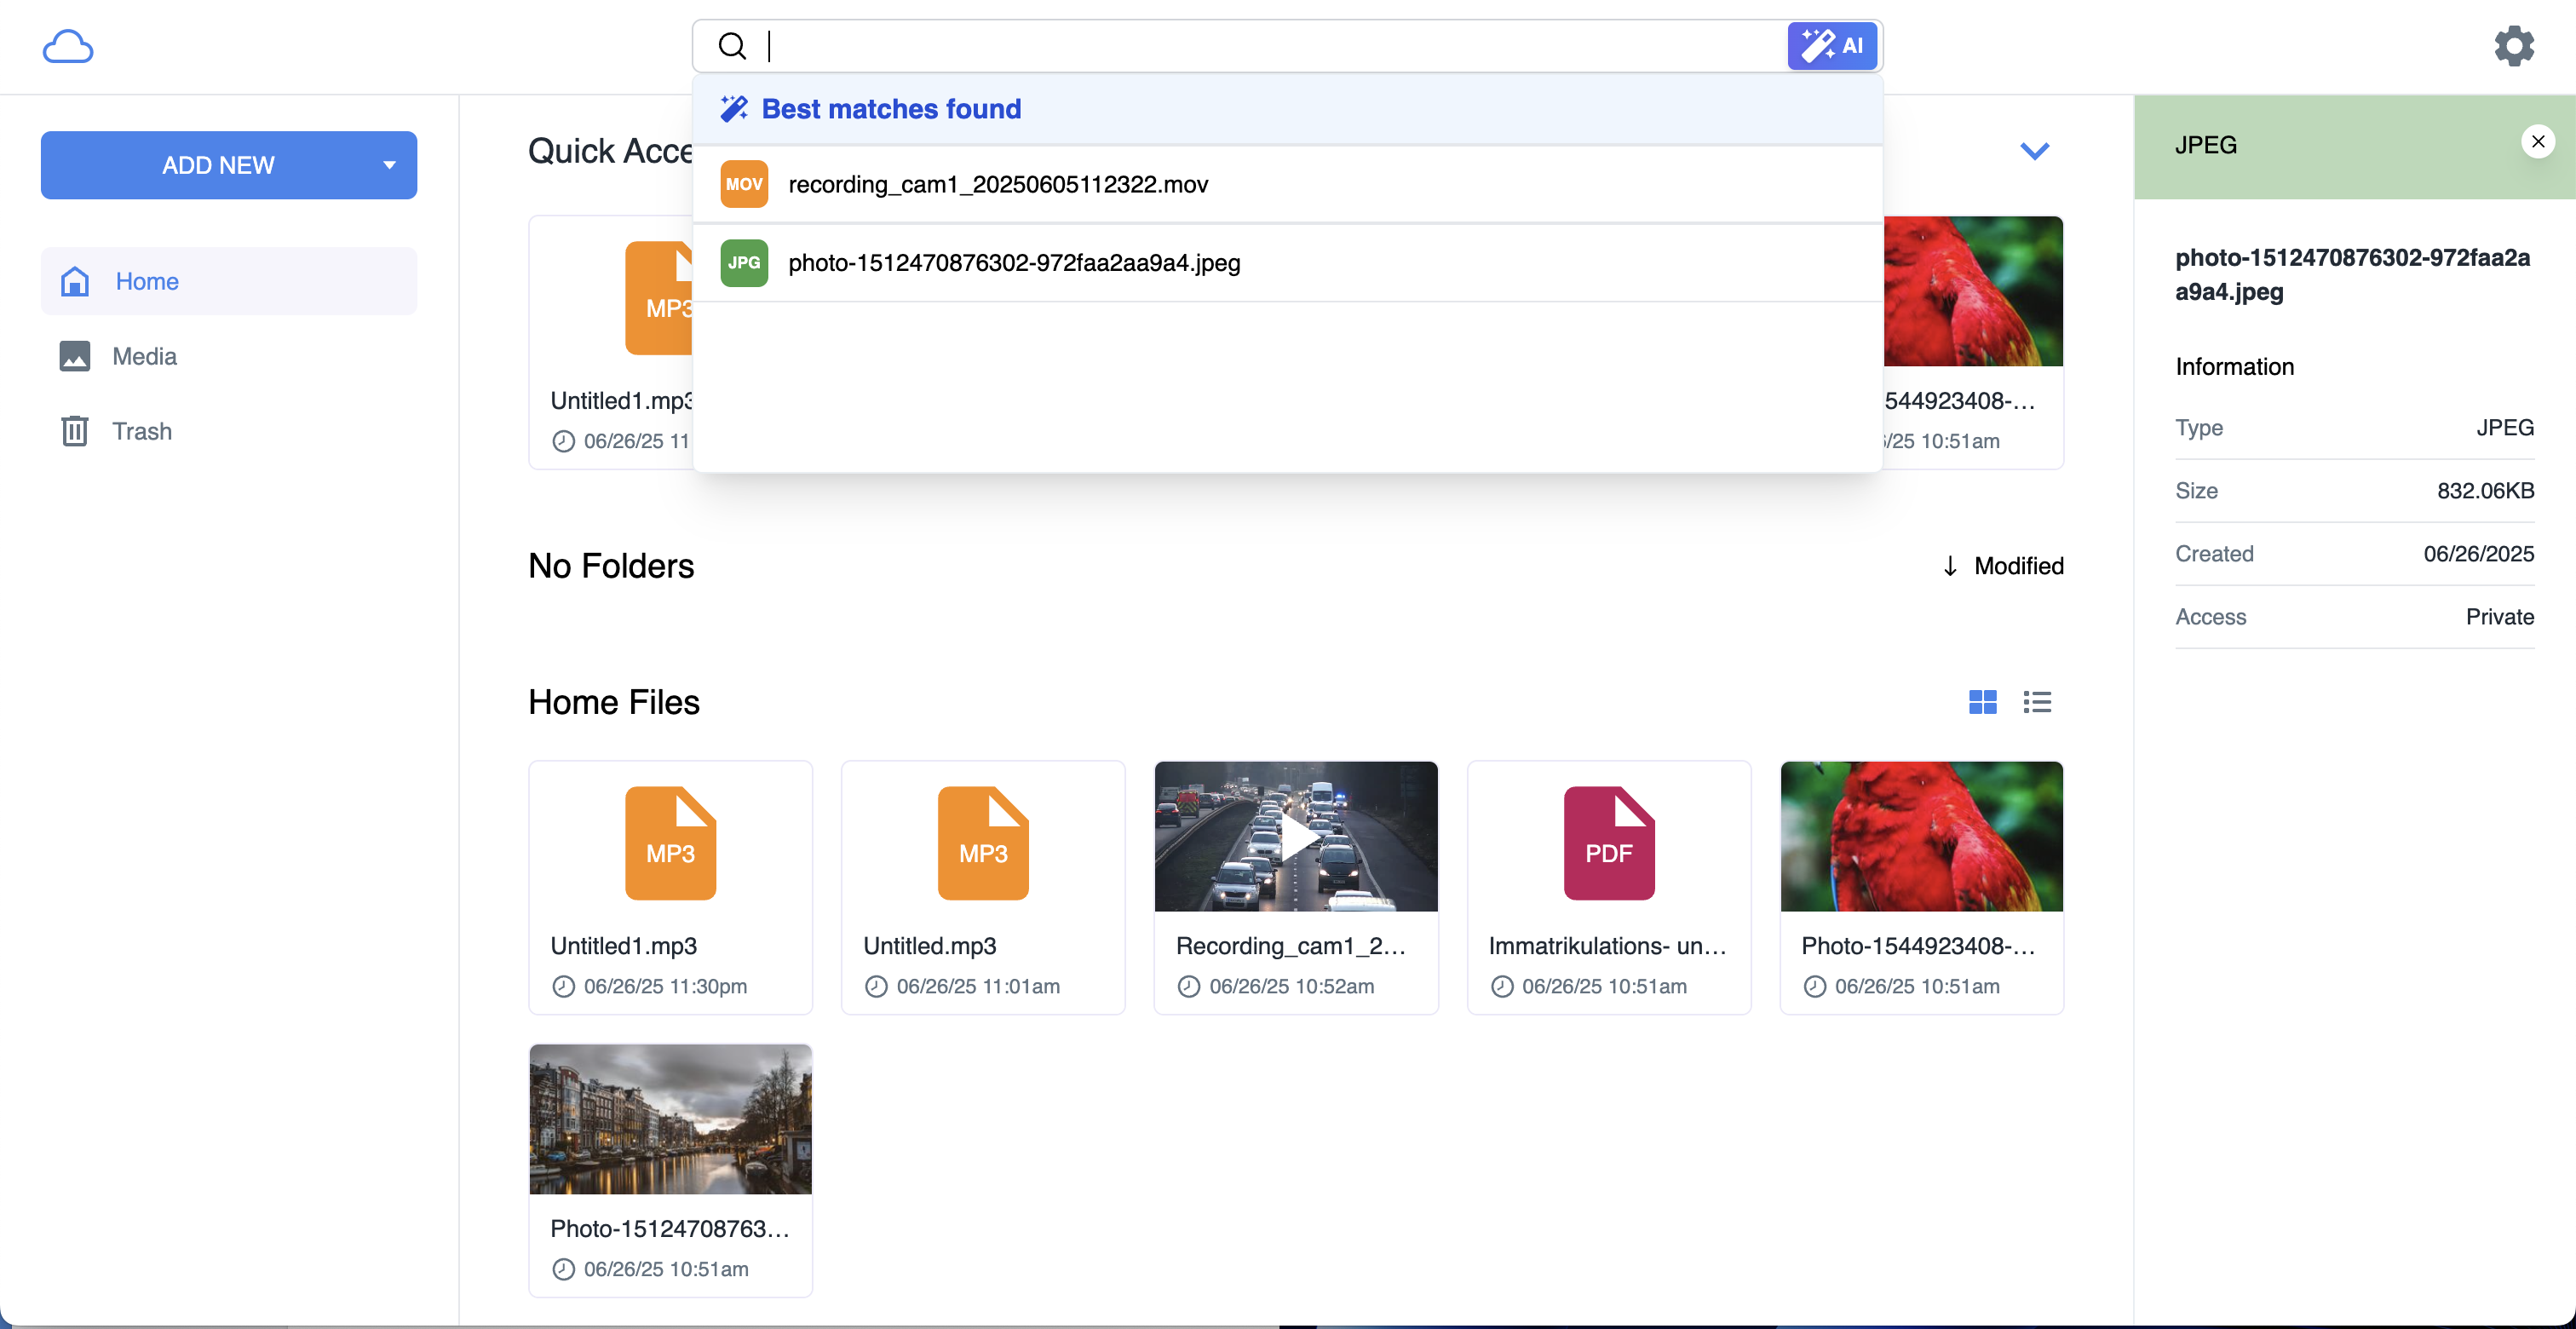 AI
Best matches found
MOV recording_cam1_20250605112322.mov
JPG photo-1512470876302-972faa2aa9a4.jpeg
ADD NEW
Home
Media
Trash
Quick Acce
MP3
Untitled1.mp3
06/26/25 11
544923408-...
/25 10:51am
No Folders
Modified
Home Files
MP3
Untitled1.mp3
06/26/25 11:30pm
MP3
Untitled.mp3
06/26/25 11:01am
Recording_cam1_2...
06/26/25 10:52am
PDF
Immatrikulations- un...
06/26/25 10:51am
Photo-1544923408-...
06/26/25 10:51am
Photo-15124708763...
06/26/25 10:51am
JPEG
photo-1512470876302-972faa2a
a9a4.jpeg
Information
Type JPEG
Size 832.06KB
Created 06/26/2025
Access Private